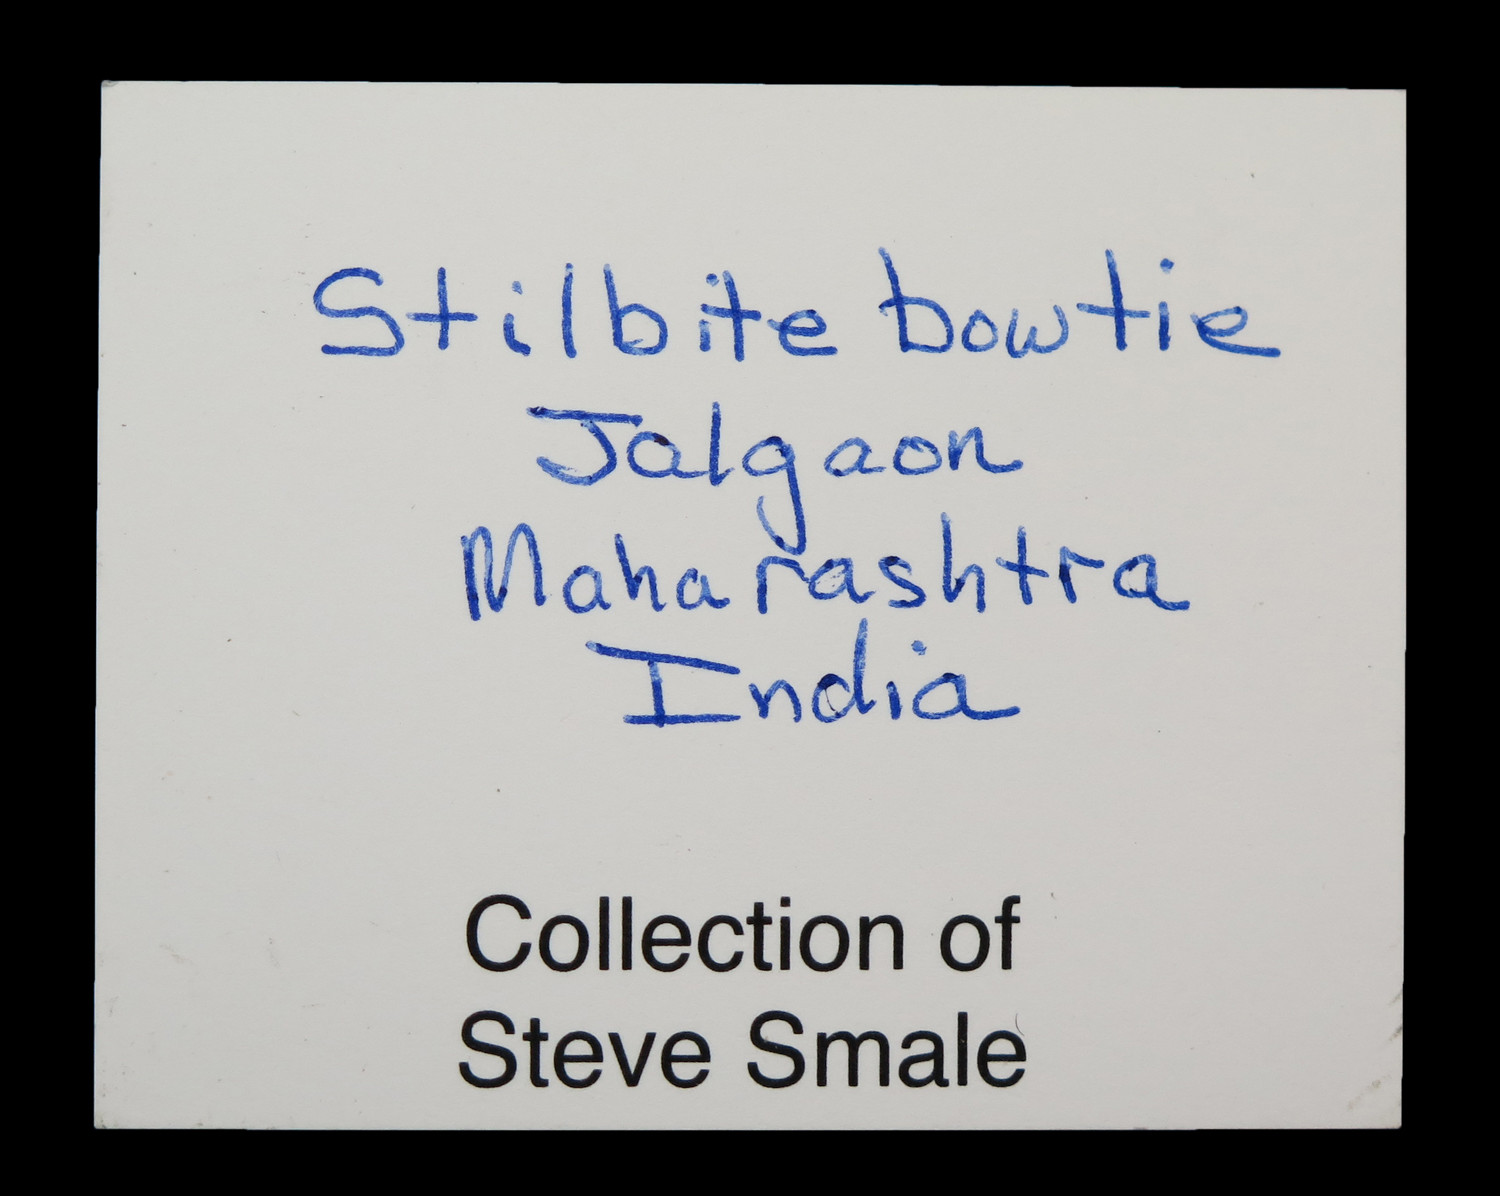 Stilbite bowtie
Jalgaon
Maharashtra
India
Collection of
Steve Smale